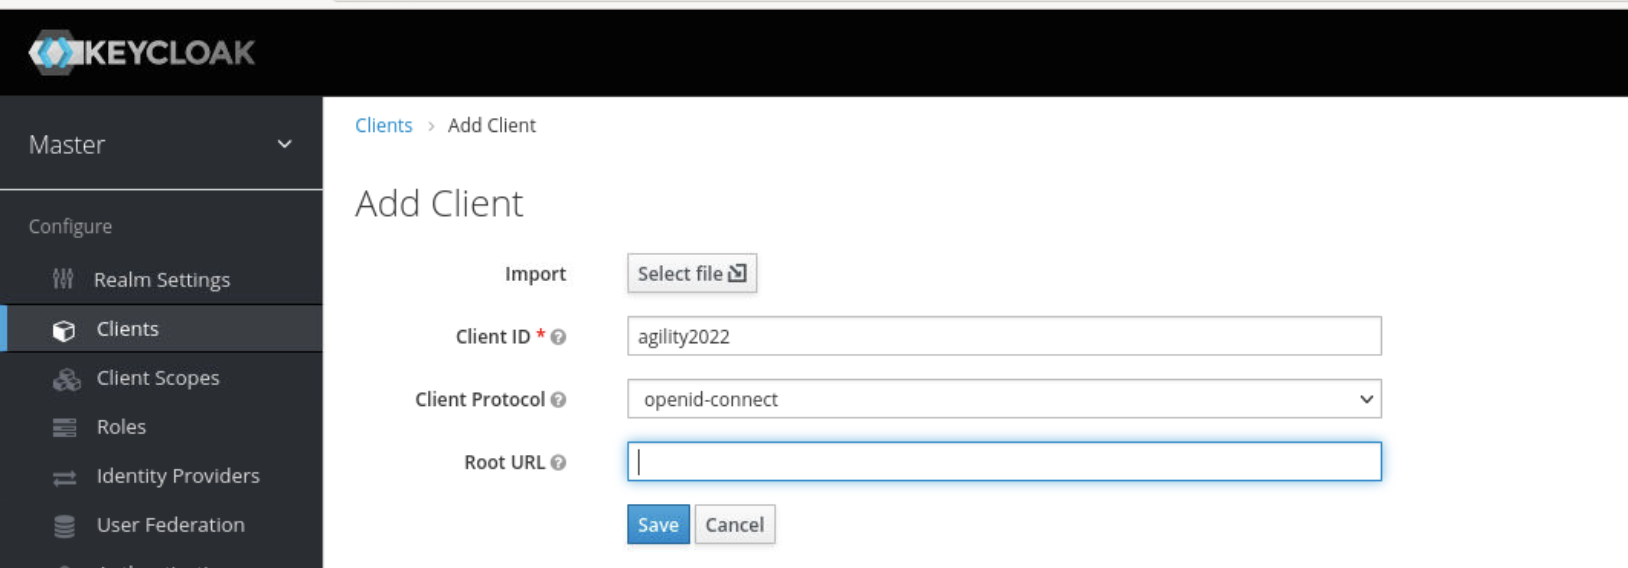 KEYCLOAK
Master
Configure
Realm Settings
Clients
Client Scopes
Roles
Identity Providers
User Federation
Clients > Add Client
Add Client
Import Select file
Client ID * agility2022
Client Protocol openid-connect
Root URL
Save Cancel